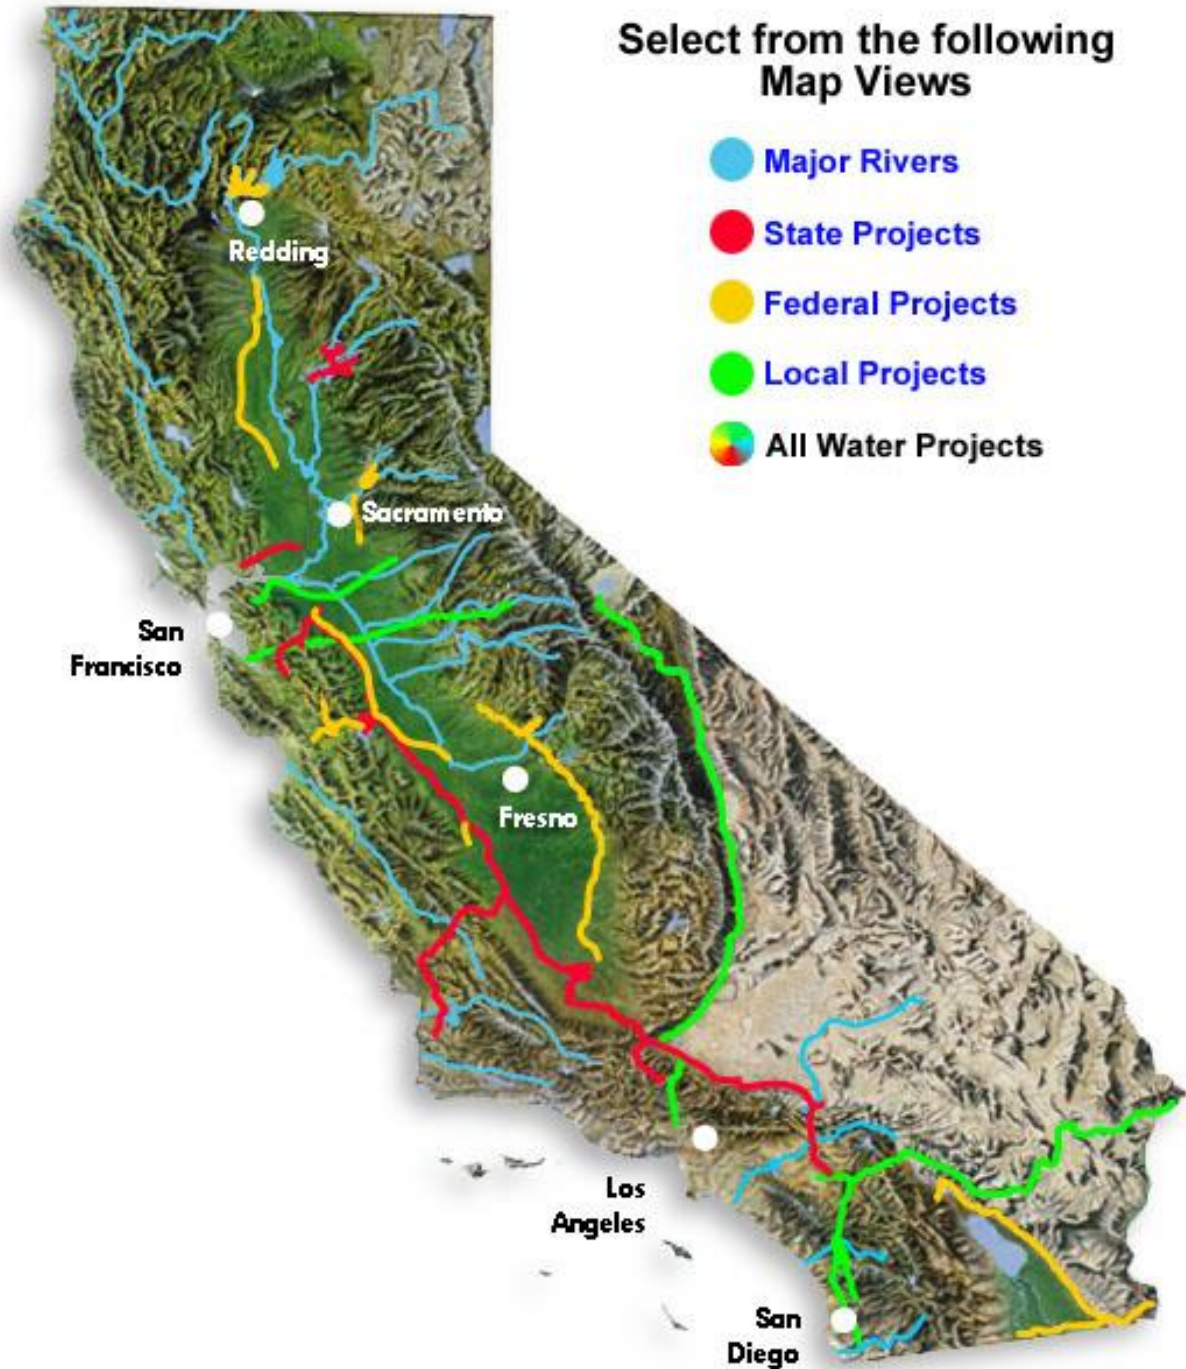 Select from the following
Map Views
Major Rivers
State Projects
Federal Projects
Local Projects
All Water Projects
Redding
Sacramento
San
Francisco
Fresno
Los
Angeles
San
Diego